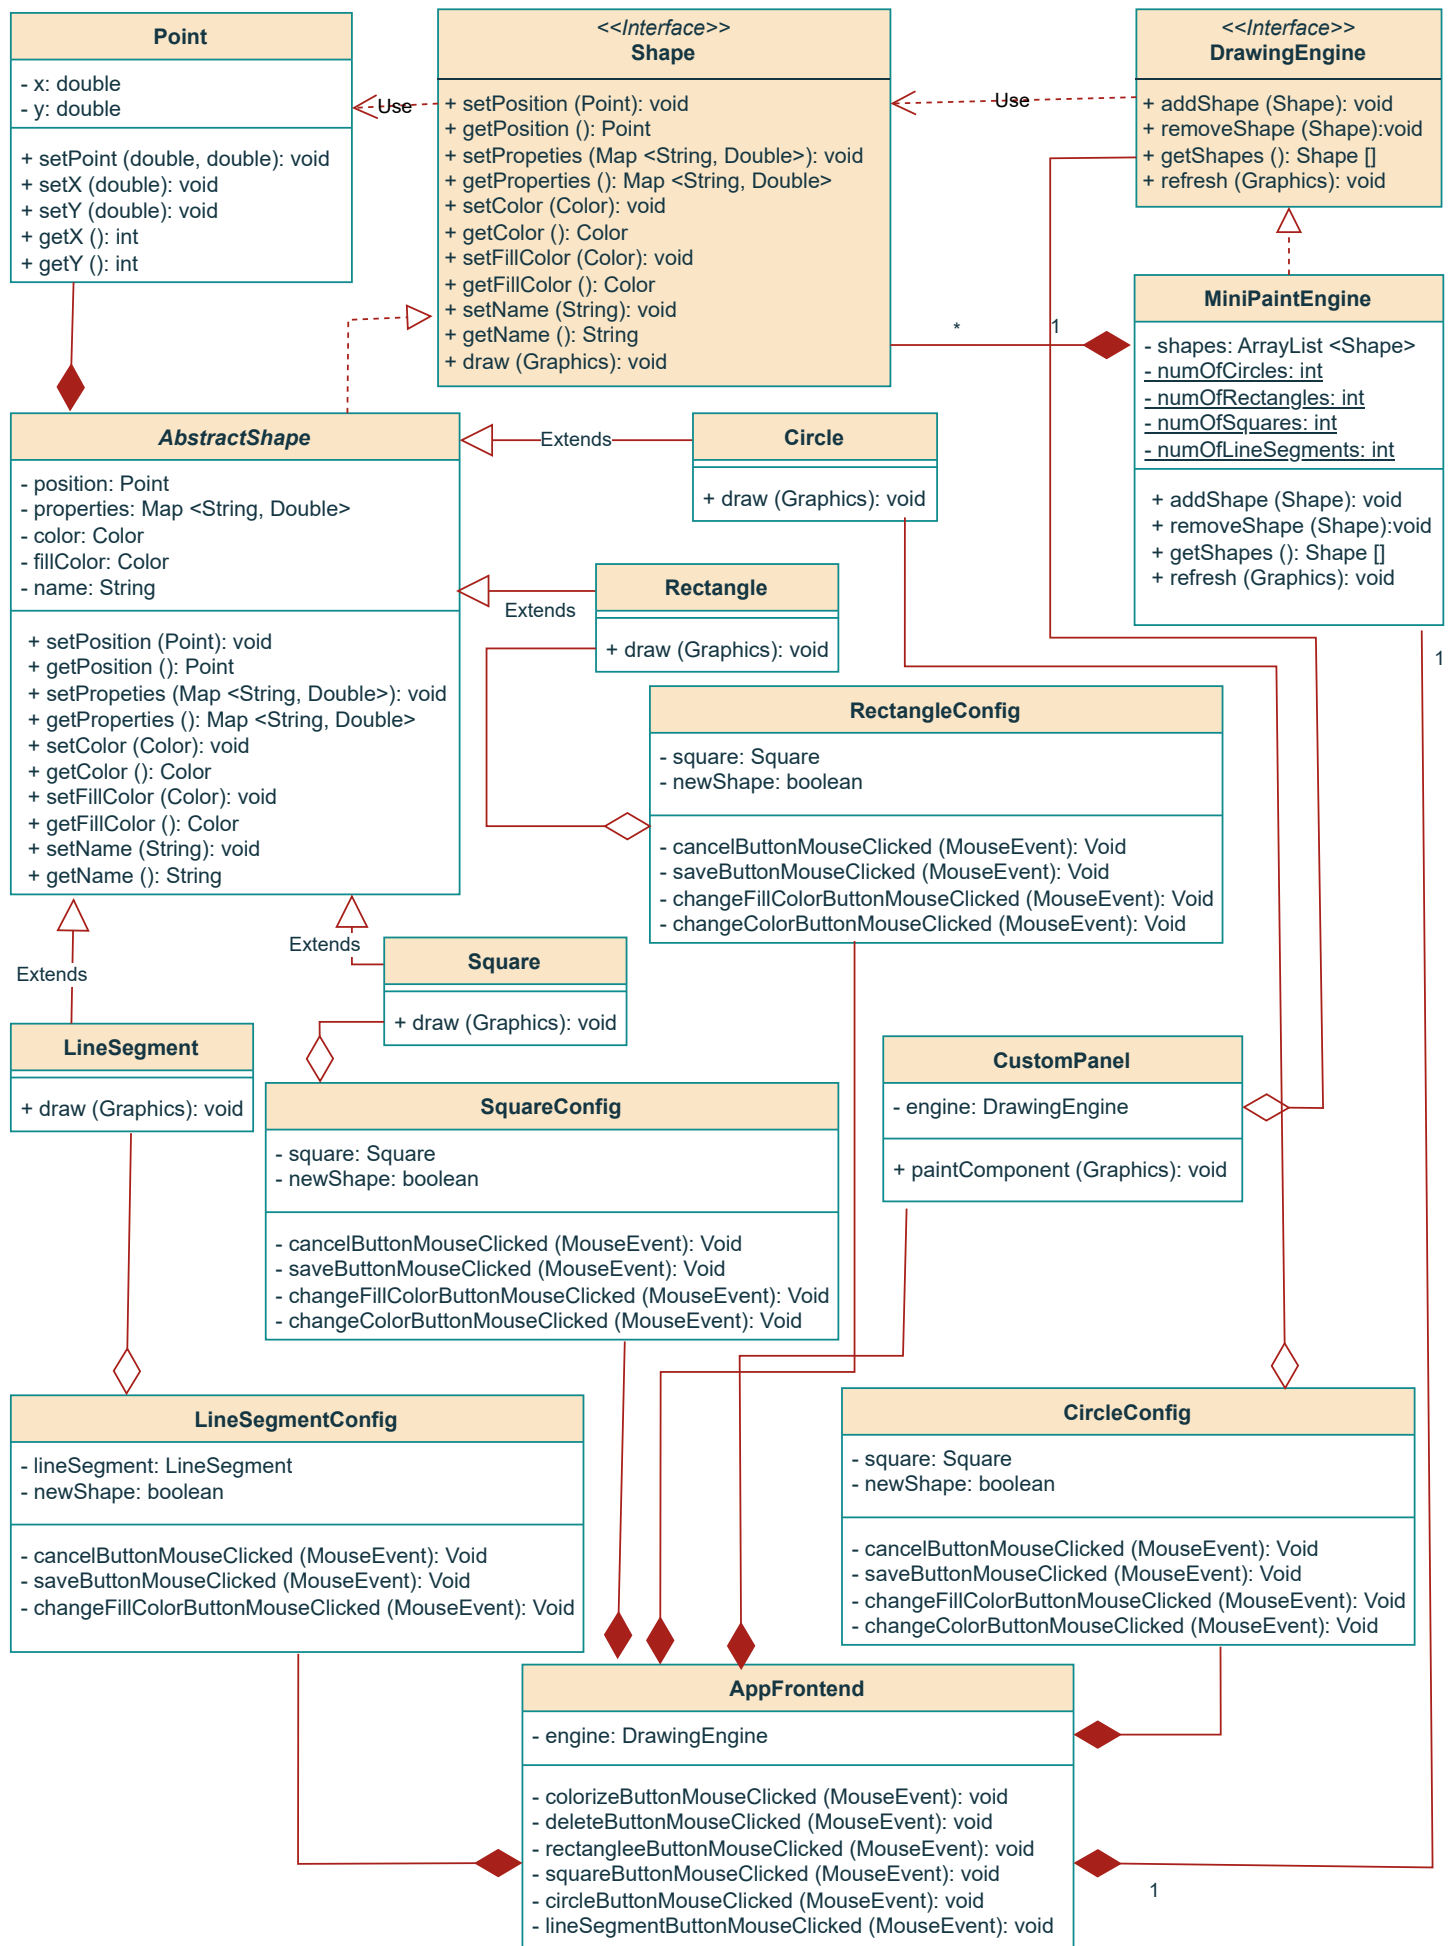 Point
- x: double
- y: double
+ setPoint (double, double): void
+ setX (double): void
+ setY (double): void
+ getX (): int
+ getY (): int
Use
<<Interface>>
Shape
+ setPosition (Point): void
+ getPosition (): Point
+ setPropeties (Map <String, Double>): void
+ getProperties (): Map <String, Double>
+ setColor (Color): void
+ getColor (): Color
+ setFillColor (Color): void
+ getFillColor (): Color
+ setName (String): void
+ getName (): String
+ draw (Graphics): void
Use
<<Interface>>
DrawingEngine
+ addShape (Shape): void
+ removeShape (Shape):void
+ getShapes (): Shape []
+ refresh (Graphics): void
*
1
MiniPaintEngine
- shapes: ArrayList <Shape>
- numOfCircles: int
- numOfRectangles: int
- numOfSquares: int
- numOfLineSegments: int
+ addShape (Shape): void
+ removeShape (Shape):void
+ getShapes (): Shape []
+ refresh (Graphics): void
1
AbstractShape
- position: Point
- properties: Map <String, Double>
- color: Color
- fillColor: Color
- name: String
+ setPosition (Point): void
+ getPosition (): Point
+ setPropeties (Map <String, Double>): void
+ getProperties (): Map <String, Double>
+ setColor (Color): void
+ getColor (): Color
+ setFillColor (Color): void
+ getFillColor (): Color
+ setName (String): void
+ getName (): String
Extends
Circle
+ draw (Graphics): void
Extends
Rectangle
+ draw (Graphics): void
RectangleConfig
- square: Square
- newShape: boolean
- cancelButtonMouseClicked (MouseEvent): Void
- saveButtonMouseClicked (MouseEvent): Void
- changeFillColorButtonMouseClicked (MouseEvent): Void
- changeColorButtonMouseClicked (MouseEvent): Void
Extends
Square
+ draw (Graphics): void
Extends
LineSegment
+ draw (Graphics): void
SquareConfig
- square: Square
- newShape: boolean
- cancelButtonMouseClicked (MouseEvent): Void
- saveButtonMouseClicked (MouseEvent): Void
- changeFillColorButtonMouseClicked (MouseEvent): Void
- changeColorButtonMouseClicked (MouseEvent): Void
CustomPanel
- engine: DrawingEngine
+ paintComponent (Graphics): void
LineSegmentConfig
- lineSegment: LineSegment
- newShape: boolean
- cancelButtonMouseClicked (MouseEvent): Void
- saveButtonMouseClicked (MouseEvent): Void
- changeFillColorButtonMouseClicked (MouseEvent): Void
CircleConfig
- square: Square
- newShape: boolean
- cancelButtonMouseClicked (MouseEvent): Void
- saveButtonMouseClicked (MouseEvent): Void
- changeFillColorButtonMouseClicked (MouseEvent): Void
- changeColorButtonMouseClicked (MouseEvent): Void
AppFrontend
- engine: DrawingEngine
- colorizeButtonMouseClicked (MouseEvent): void
- deleteButtonMouseClicked (MouseEvent): void
- rectangleeButtonMouseClicked (MouseEvent): void
- squareButtonMouseClicked (MouseEvent): void
- circleButtonMouseClicked (MouseEvent): void
- lineSegmentButtonMouseClicked (MouseEvent): void
1